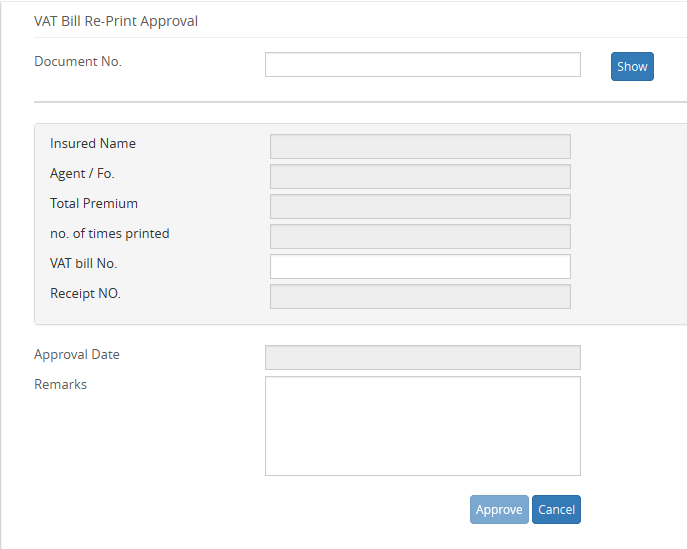 VAT Bill Re-Print Approval
Document No.
Show
Insured Name
Agent / Fo.
Total Premium
no. of times printed
VAT bill No.
Receipt NO.
Approval Date
Remarks
Approve Cancel